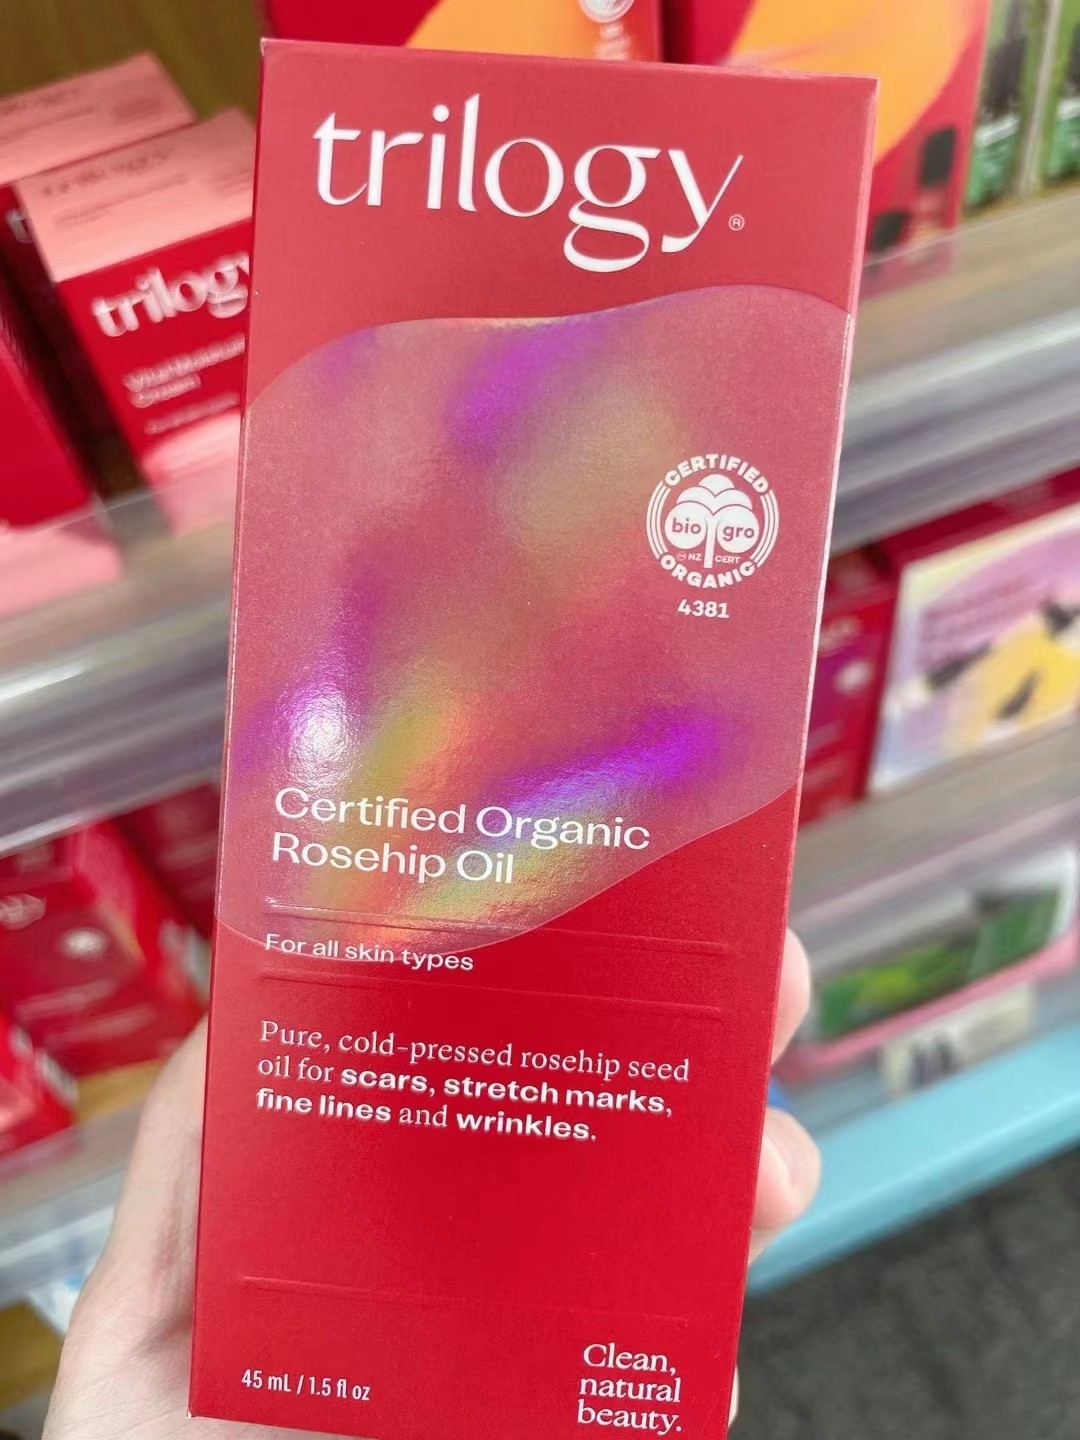 trilogy®
CERTIFIED
bio gro
NZ CERT
ORGANIC
4381
Certified Organic
Rosehip Oil
For all skin types
Pure, cold-pressed rosehip seed
oil for scars, stretch marks,
fine lines and wrinkles.
45 mL / 1.5 fl oz
Clean,
natural
beauty.
trilogy
trilogy